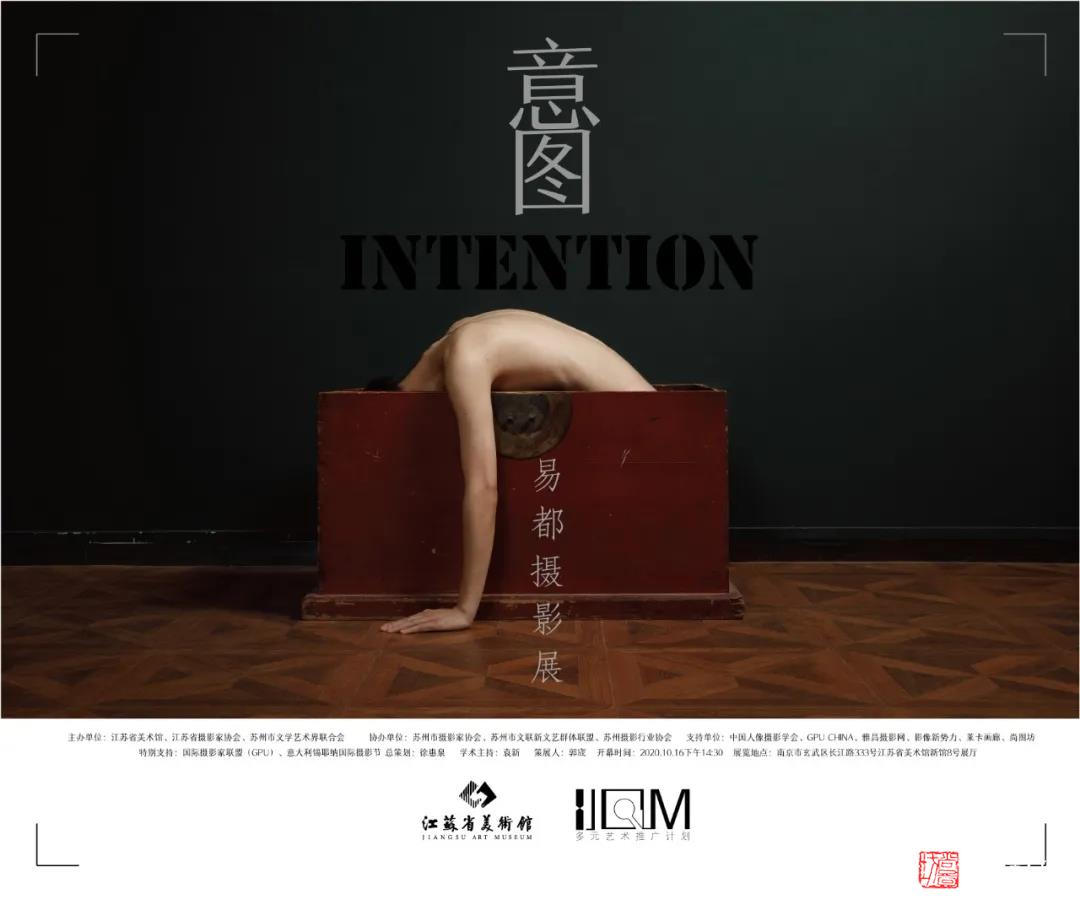 意图
INTENTION
易都摄影展
主办单位：江苏省美术馆、江苏省摄影家协会、苏州市文学艺术界联合会 协办单位：苏州市摄影家协会、苏州市文联新文艺群体联盟、苏州摄影行业协会 支持单位：中国人像摄影学会、GPU CHINA、雅昌摄影网、影像新势力、莱卡画廊、尚图坊
特别支持：国际摄影家联盟（GPU）、意大利锡耶纳国际摄影节 总策划：徐惠泉 学术主持：袁新 策展人：郭宬 开幕时间：2020.10.16下午14:30 展览地点：南京市玄武区长江路333号江苏省美术馆新馆8号展厅
江蘇省美術館
JIANGSU ART MUSEUM
多元艺术推广计划